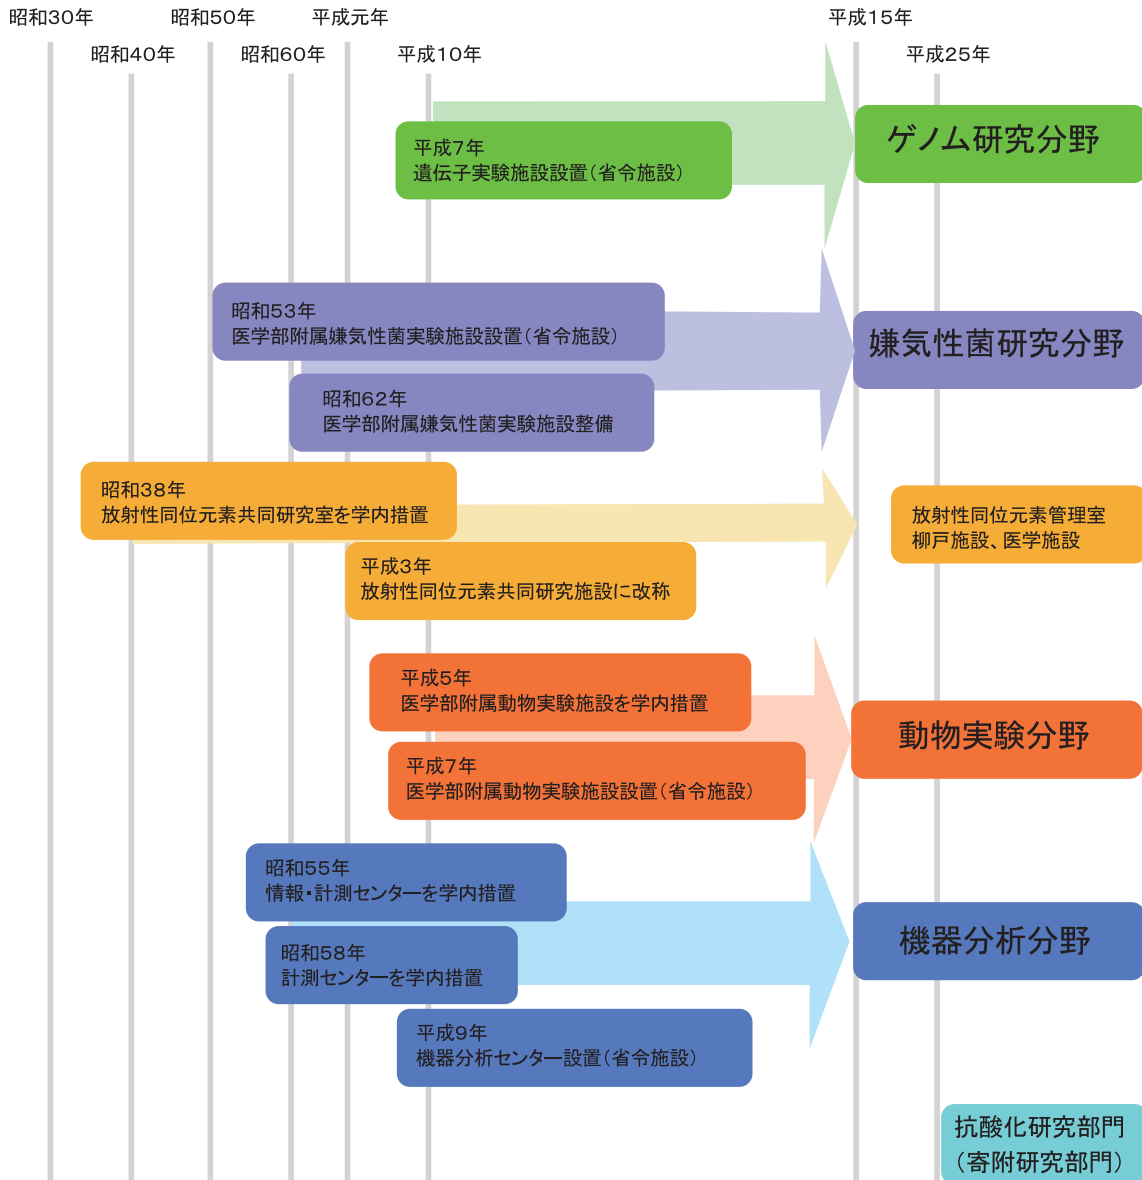 昭和30年
昭和50年
平成元年
平成15年
昭和40年
昭和60年
平成10年
平成25年
平成7年
遺伝子実験施設設置(省令施設)
ゲノム研究分野
昭和53年
医学部附属嫌気性菌実験施設設置(省令施設)
嫌気性菌研究分野
昭和62年
医学部附属嫌気性菌実験施設整備
昭和38年
放射性同位元素共同研究室を学内措置
放射性同位元素管理室
柳戸施設、医学施設
平成3年
放射性同位元素共同研究施設に改称
平成5年
医学部附属動物実験施設を学内措置
動物実験分野
平成7年
医学部附属動物実験施設設置(省令施設)
昭和55年
情報・計測センターを学内措置
機器分析分野
昭和58年
計測センターを学内措置
平成9年
機器分析センター設置(省令施設)
抗酸化研究部門
(寄附研究部門)